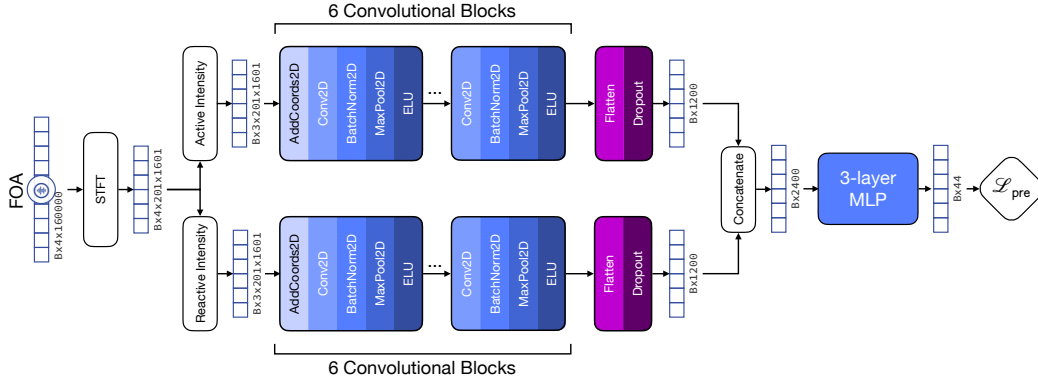 6 Convolutional Blocks
FOA
Bx4x160000
STFT
Bx4x201x1601
Active Intensity
Bx3x201x1601
AddCoords2D
Conv2D
BatchNorm2D
MaxPool2D
ELU
...
Conv2D
BatchNorm2D
MaxPool2D
ELU
Flatten
Dropout
Bx1200
Reactive Intensity
Bx3x201x1601
AddCoords2D
Conv2D
BatchNorm2D
MaxPool2D
ELU
...
Conv2D
BatchNorm2D
MaxPool2D
ELU
Flatten
Dropout
Bx1200
Concatenate
Bx2400
3-layer
MLP
Bx44
ℒpre
6 Convolutional Blocks